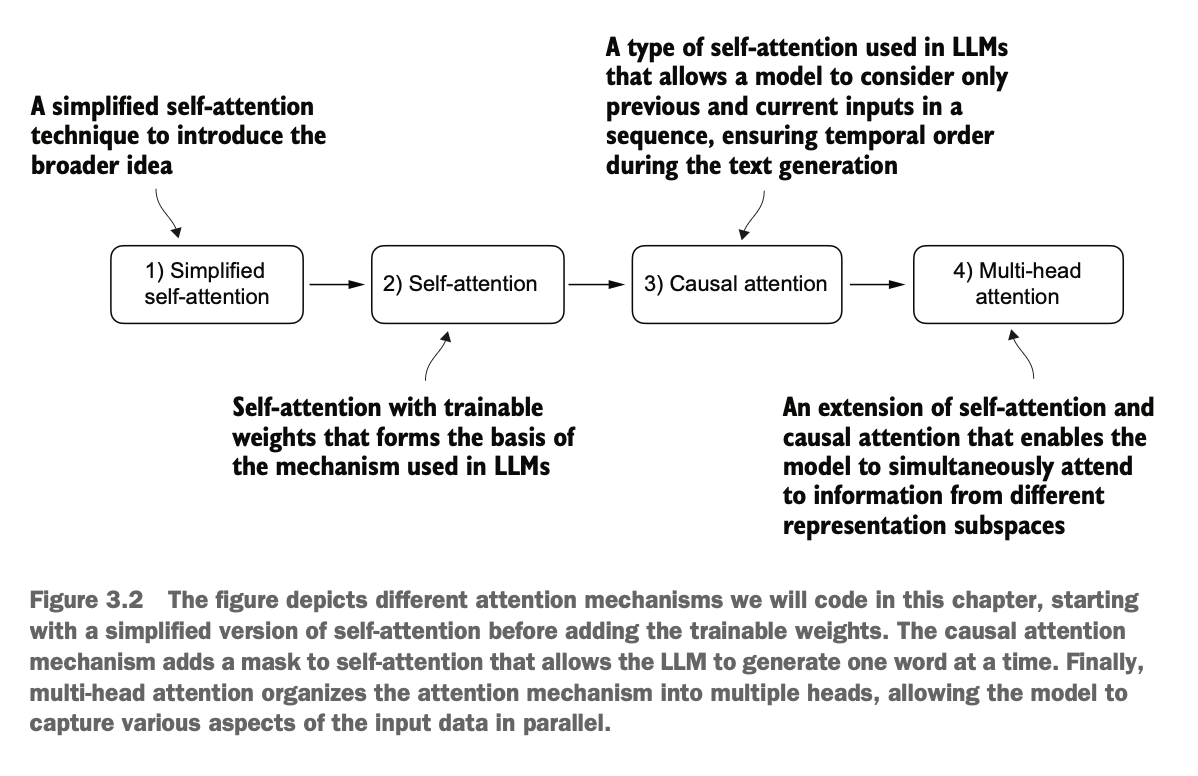 A type of self-attention used in LLMs
that allows a model to consider only
previous and current inputs in a
sequence, ensuring temporal order
during the text generation
A simplified self-attention
technique to introduce the
broader idea
1) Simplified
self-attention
2) Self-attention
3) Causal attention
4) Multi-head
attention
Self-attention with trainable
weights that forms the basis of
the mechanism used in LLMs
An extension of self-attention and
causal attention that enables the
model to simultaneously attend
to information from different
representation subspaces
Figure 3.2 The figure depicts different attention mechanisms we will code in this chapter, starting
with a simplified version of self-attention before adding the trainable weights. The causal attention
mechanism adds a mask to self-attention that allows the LLM to generate one word at a time. Finally,
multi-head attention organizes the attention mechanism into multiple heads, allowing the model to
capture various aspects of the input data in parallel.